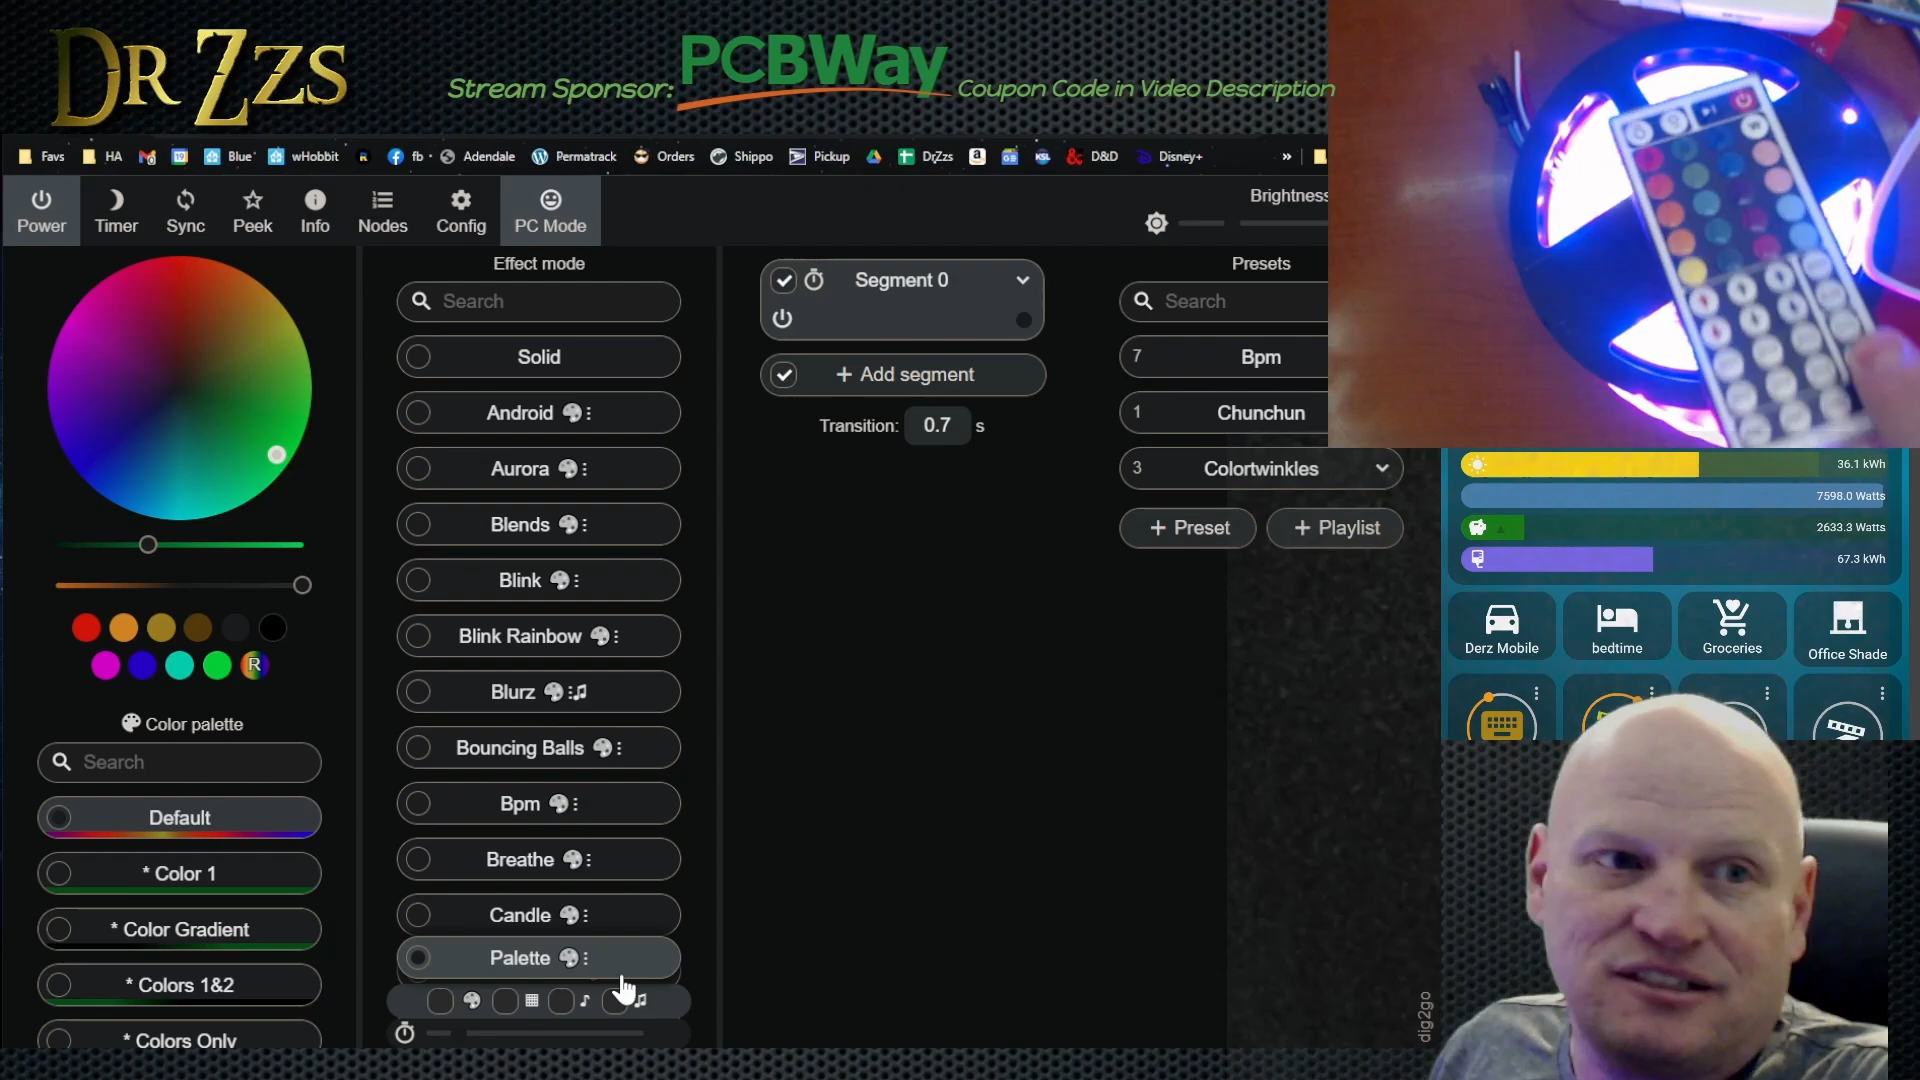 DR ZZS
Stream Sponsor: PCBWay Coupon Code in Video Description
Favs HA Blue wHobbit fb Adendale Permatrack Orders Shippo Pickup DrZzs KSL D&D Disney+ »
Power Timer Sync Peek Info Nodes Config PC Mode
Brightness
Effect mode
Search
Solid
Android
Aurora
Blends
Blink
Blink Rainbow
Blurz
Bouncing Balls
Bpm
Breathe
Candle
Palette
R
Color palette
Search
Default
* Color 1
* Color Gradient
* Colors 1&2
* Colors Only
Segment 0
+ Add segment
Transition: 0.7 s
Presets
Search
7 Bpm
1 Chunchun
3 Colortwinkles
+ Preset + Playlist
36.1 kWh
7598.0 Watts
2633.3 Watts
67.3 kWh
Derz Mobile bedtime Groceries Office Shade
dig2go